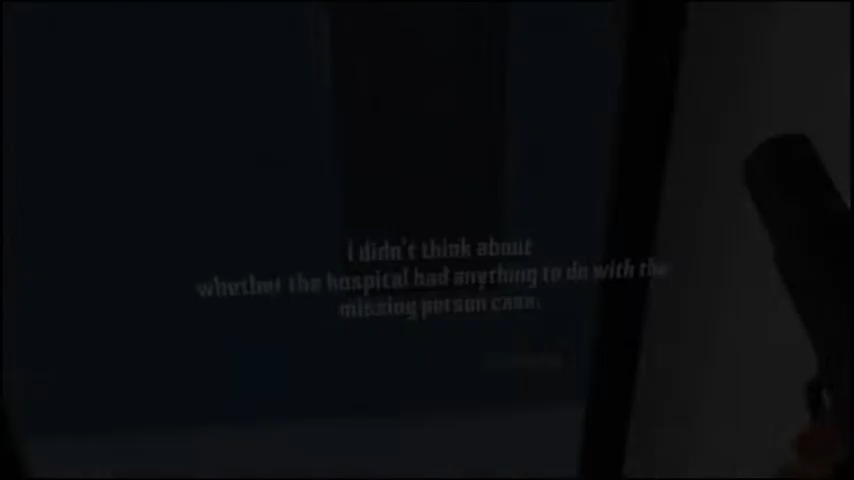 I didn't think about
whether the hospital had anything to do with the
missing person case.